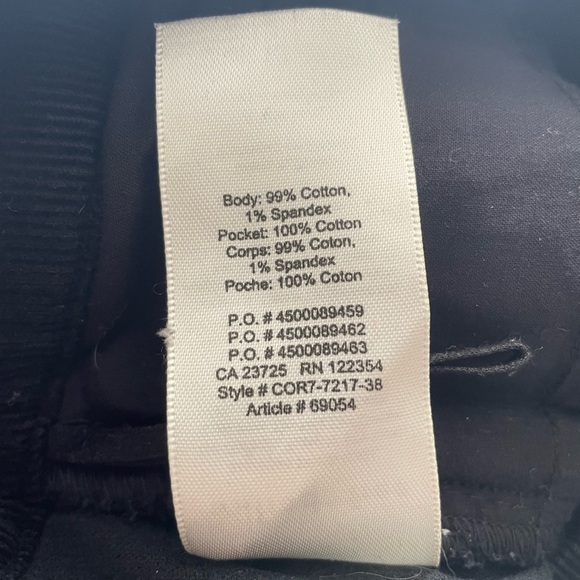 Body: 99% Cotton,
1% Spandex
Pocket: 100% Cotton
Corps: 99% Coton,
1% Spandex
Poche: 100% Coton
P.O. # 4500089459
P.O. # 4500089462
P.O. # 4500089463
CA 23725 RN 122354
Style # COR7-7217-38
Article # 69054